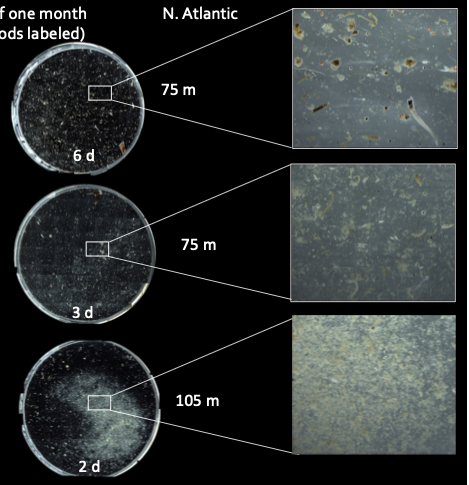 f one month
ods labeled)
N. Atlantic
75 m
6 d
75 m
3 d
105 m
2 d